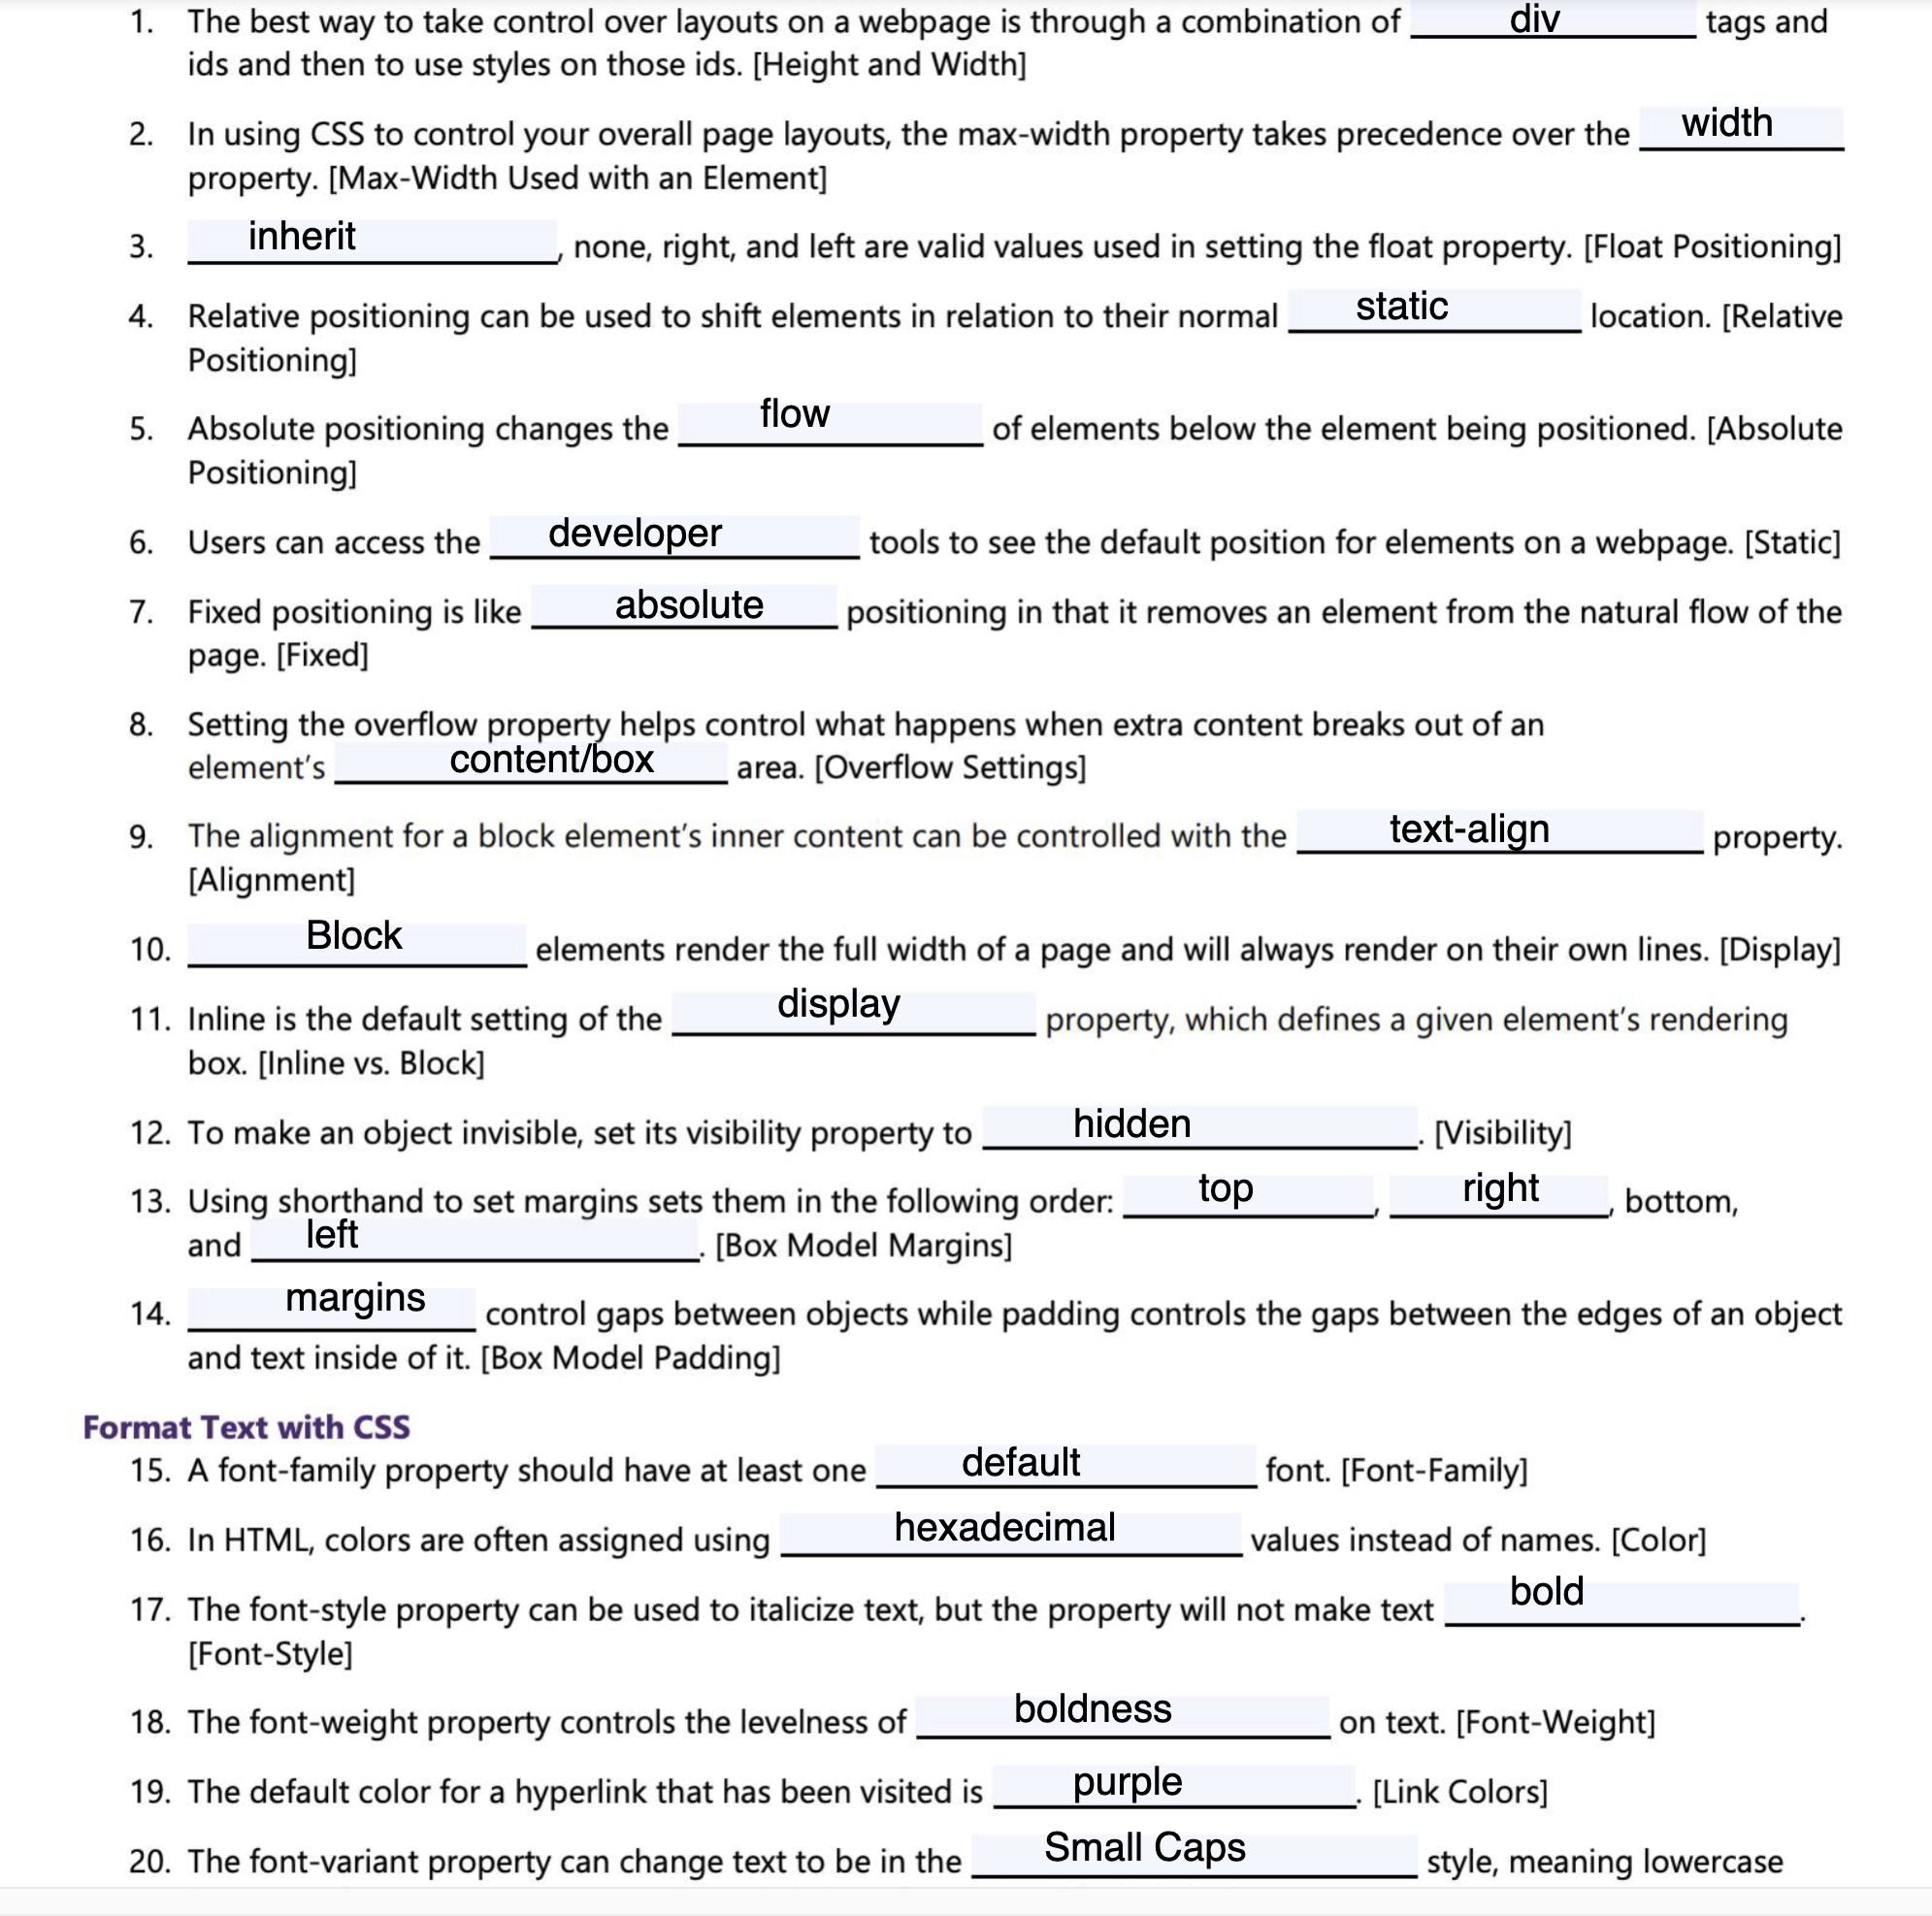 1. The best way to take control over layouts on a webpage is through a combination of div tags and
ids and then to use styles on those ids. [Height and Width]
2. In using CSS to control your overall page layouts, the max-width property takes precedence over the width
property. [Max-Width Used with an Element]
3. inherit, none, right, and left are valid values used in setting the float property. [Float Positioning]
4. Relative positioning can be used to shift elements in relation to their normal static location. [Relative
Positioning]
5. Absolute positioning changes the flow of elements below the element being positioned. [Absolute
Positioning]
6. Users can access the developer tools to see the default position for elements on a webpage. [Static]
7. Fixed positioning is like absolute positioning in that it removes an element from the natural flow of the
page. [Fixed]
8. Setting the overflow property helps control what happens when extra content breaks out of an
element's content/box area. [Overflow Settings]
9. The alignment for a block element's inner content can be controlled with the text-align property.
[Alignment]
10. Block elements render the full width of a page and will always render on their own lines. [Display]
11. Inline is the default setting of the display property, which defines a given element's rendering
box. [Inline vs. Block]
12. To make an object invisible, set its visibility property to hidden. [Visibility]
13. Using shorthand to set margins sets them in the following order: top, right, bottom,
and left. [Box Model Margins]
14. margins control gaps between objects while padding controls the gaps between the edges of an object
and text inside of it. [Box Model Padding]
Format Text with CSS
15. A font-family property should have at least one default font. [Font-Family]
16. In HTML, colors are often assigned using hexadecimal values instead of names. [Color]
17. The font-style property can be used to italicize text, but the property will not make text bold.
[Font-Style]
18. The font-weight property controls the levelness of boldness on text. [Font-Weight]
19. The default color for a hyperlink that has been visited is purple. [Link Colors]
20. The font-variant property can change text to be in the Small Caps style, meaning lowercase